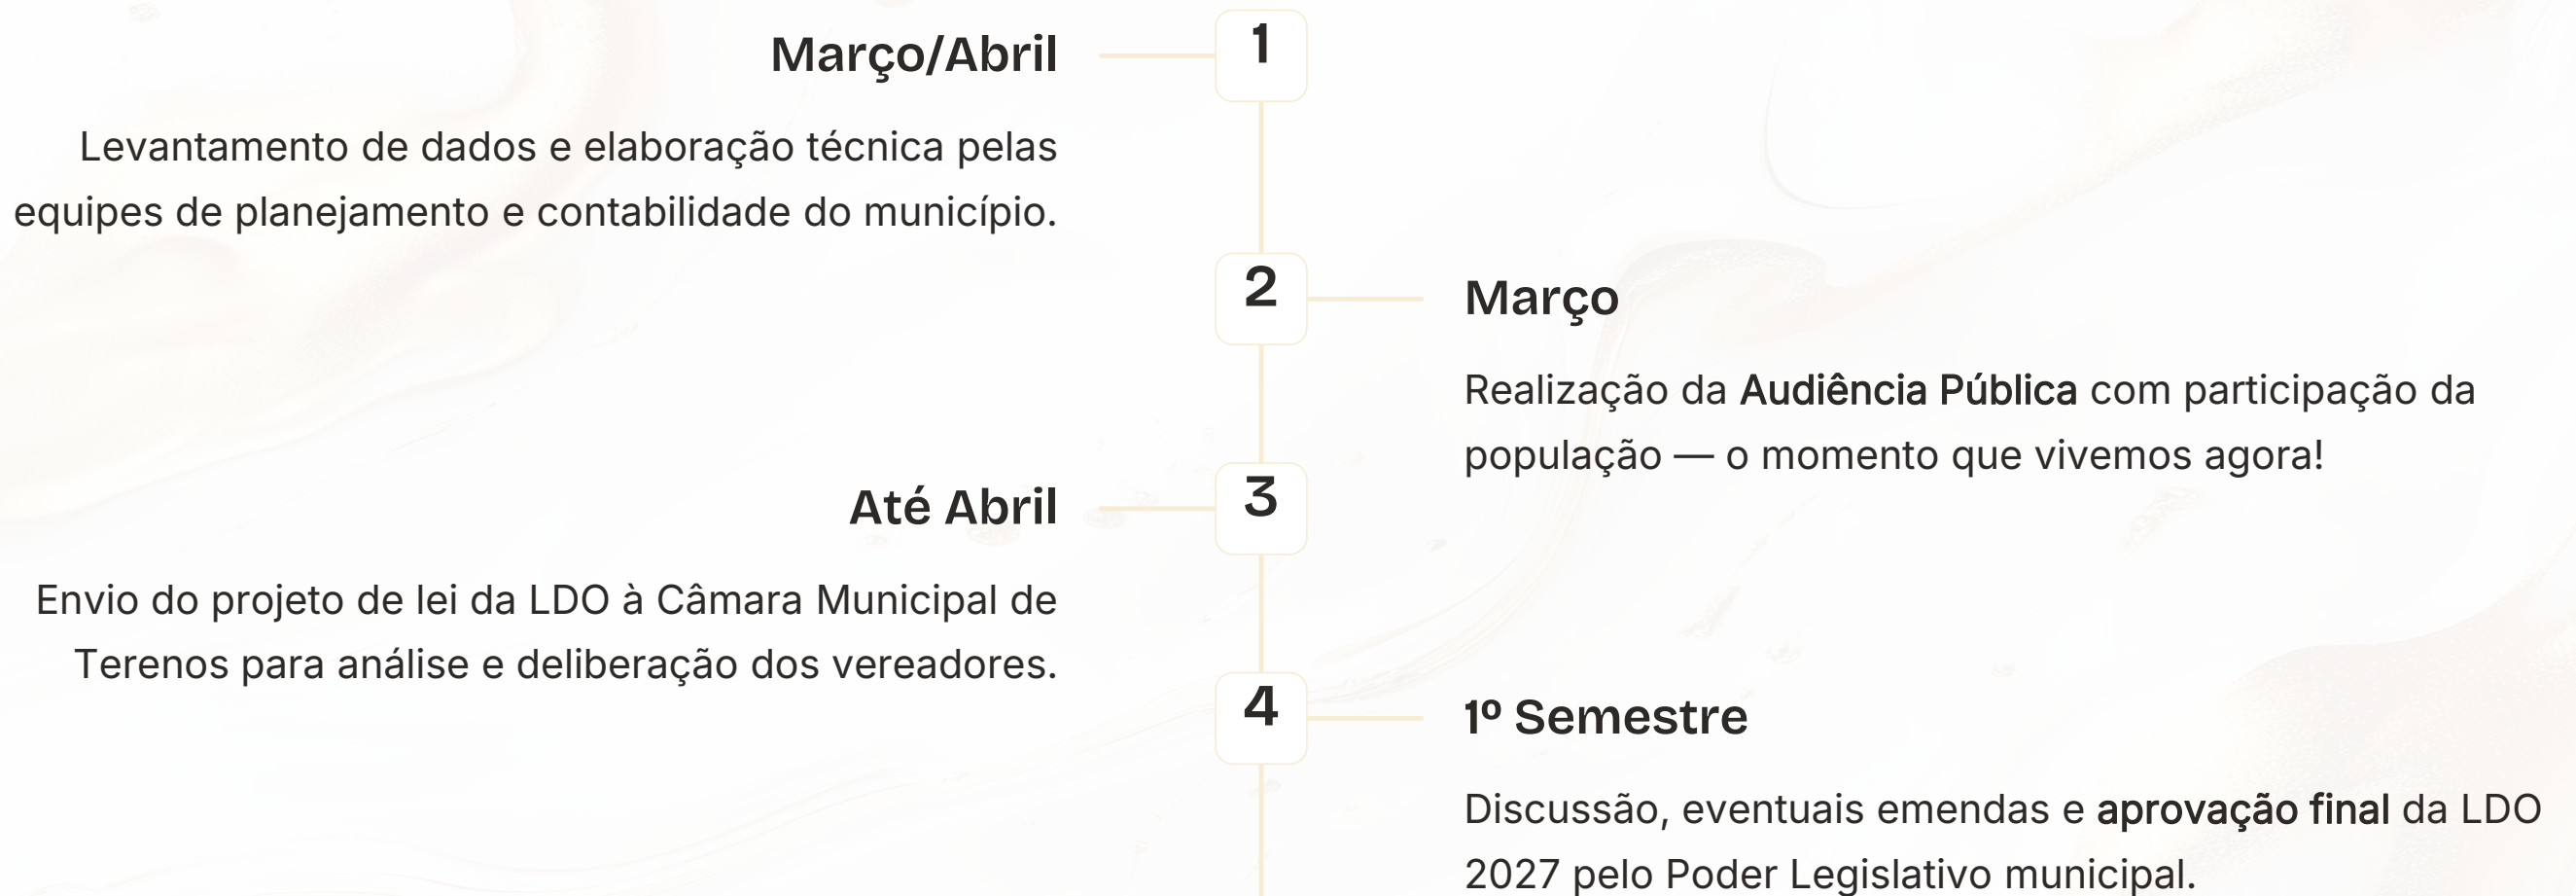 1
Março/Abril
Levantamento de dados e elaboração técnica pelas
equipes de planejamento e contabilidade do município.
2
Março
Realização da Audiência Pública com participação da
população — o momento que vivemos agora!
3
Até Abril
Envio do projeto de lei da LDO à Câmara Municipal de
Terenos para análise e deliberação dos vereadores.
4
1º Semestre
Discussão, eventuais emendas e aprovação final da LDO
2027 pelo Poder Legislativo municipal.